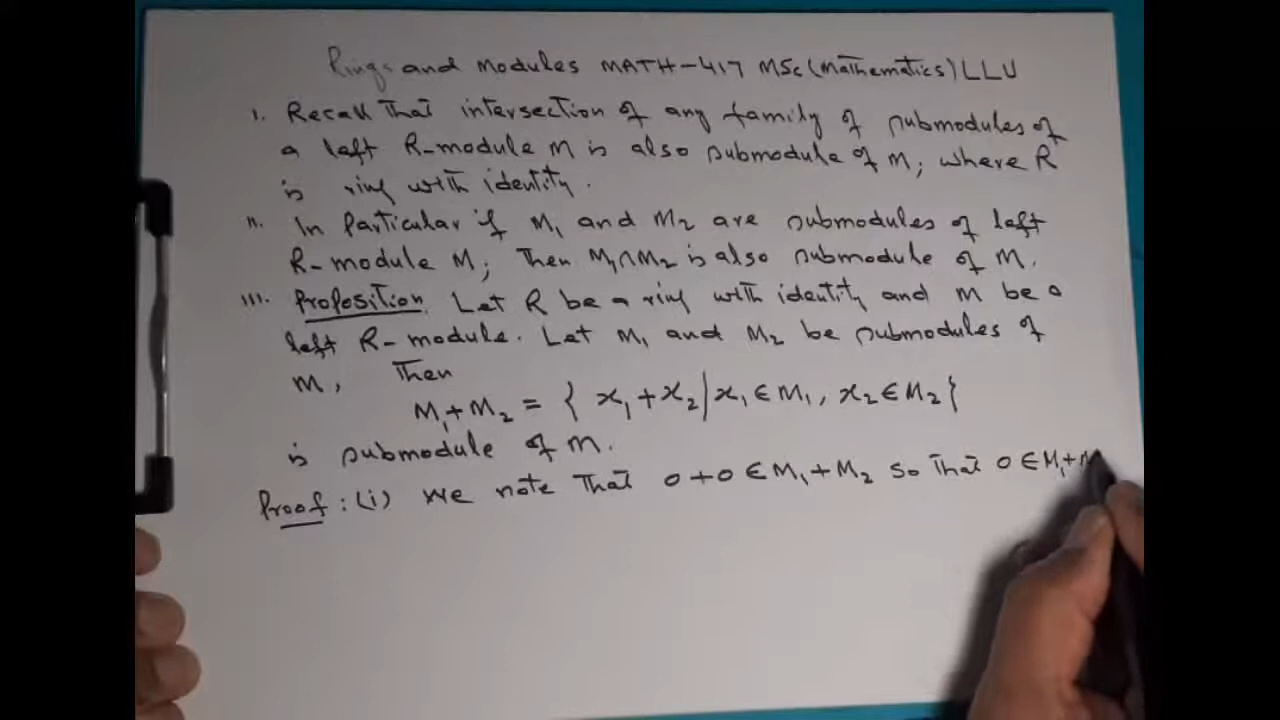 Rings and Modules MATH-417 MSc(Mathematics) LLU
I. Recall That intersection of any family of submodules of
a left R-module M is also submodule of M; where R
is ring with identity.
II. In Particular if M₁ and M₂ are submodules of left
R-module M; Then M₁∩M₂ is also submodule of M.
III. Proposition. Let R be a ring with identity and M be a
left R-module. Let M₁ and M₂ be submodules of
M, Then
M₁+M₂ = { x₁+x₂ | x₁ ∈ M₁, x₂ ∈ M₂ }
is submodule of M.
Proof: (i) We note That 0+0 ∈ M₁+M₂ so That 0 ∈ M₁+M